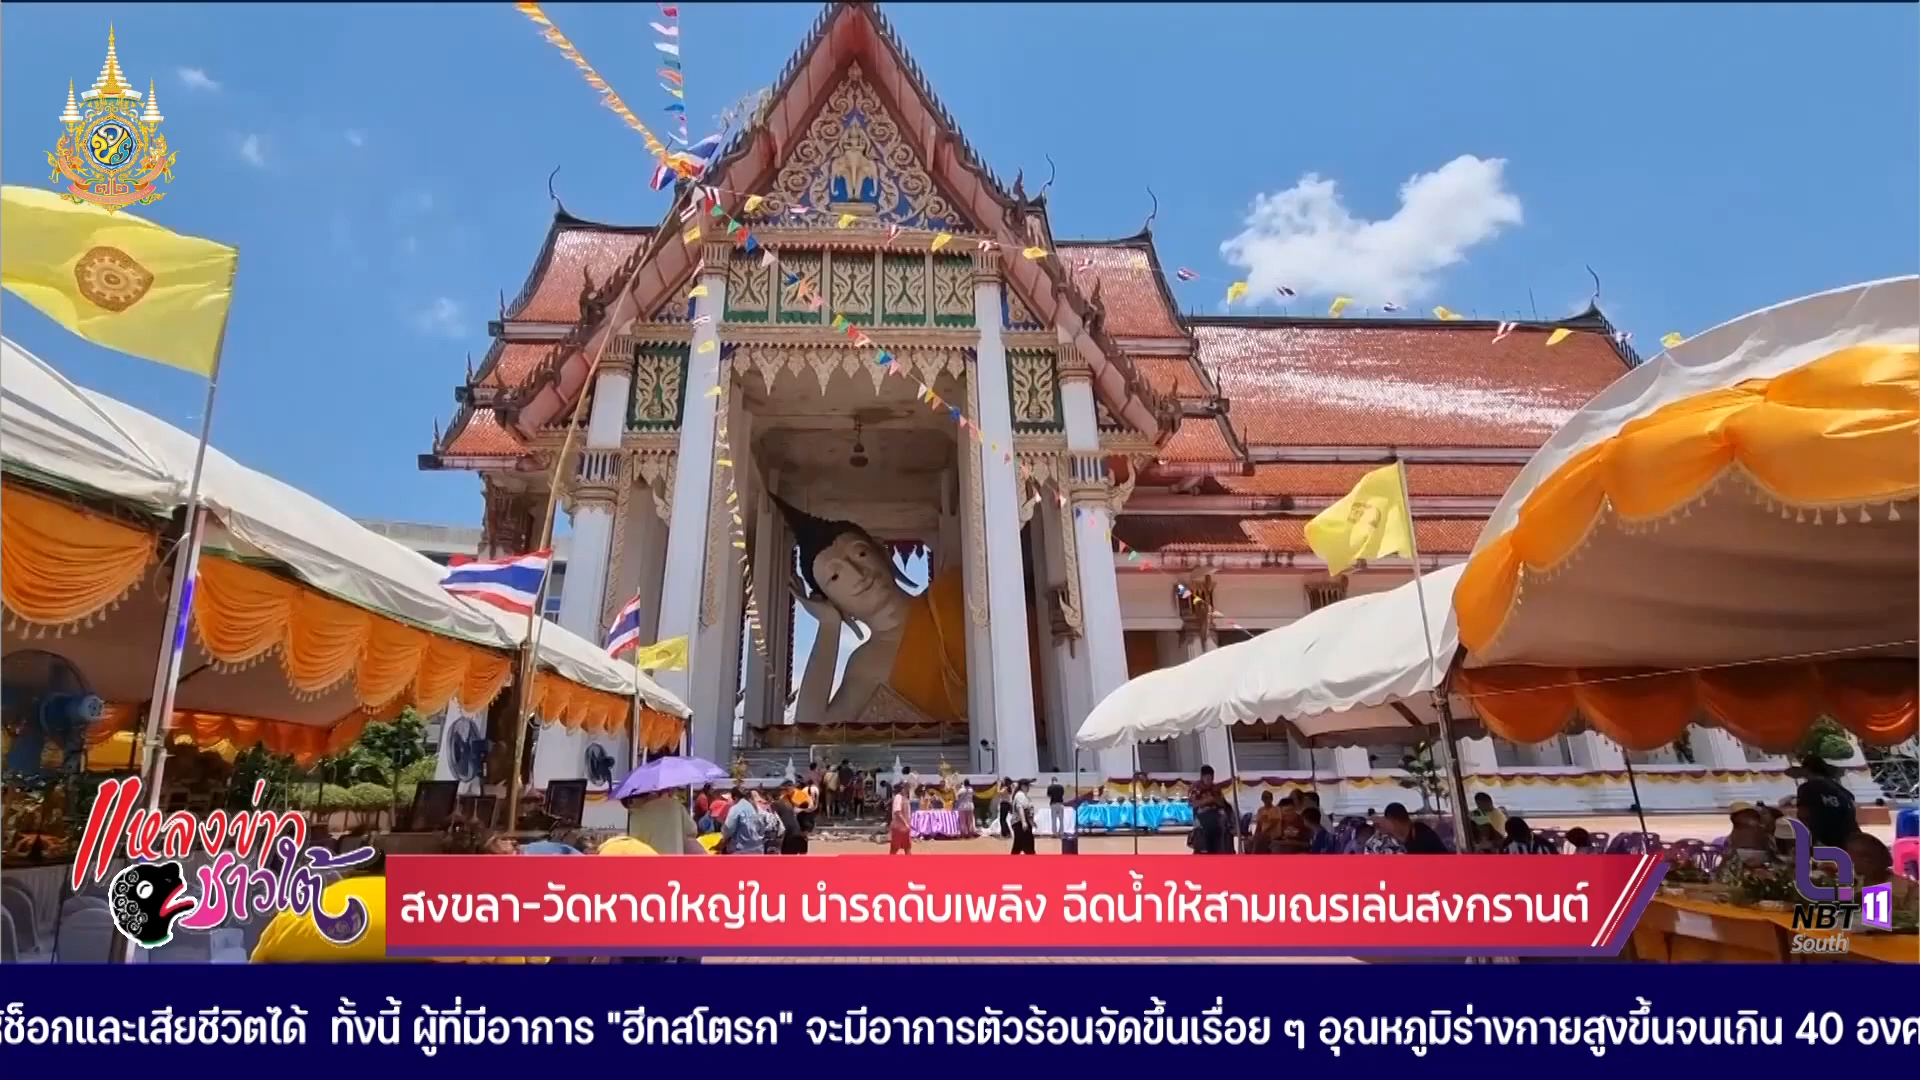 ๗๒
แหลงข่าว
ชาวใต้
สงขลา-วัดหาดใหญ่ใน นำรถดับเพลิง ฉีดน้ำให้สามเณรเล่นสงกรานต์
NBT 11
South
ช็อกและเสียชีวิตได้ ทั้งนี้ ผู้ที่มีอาการ "ฮีทสโตรก" จะมีอาการตัวร้อนจัดขึ้นเรื่อย ๆ อุณหภูมิร่างกายสูงขึ้นจนเกิน 40 องศ